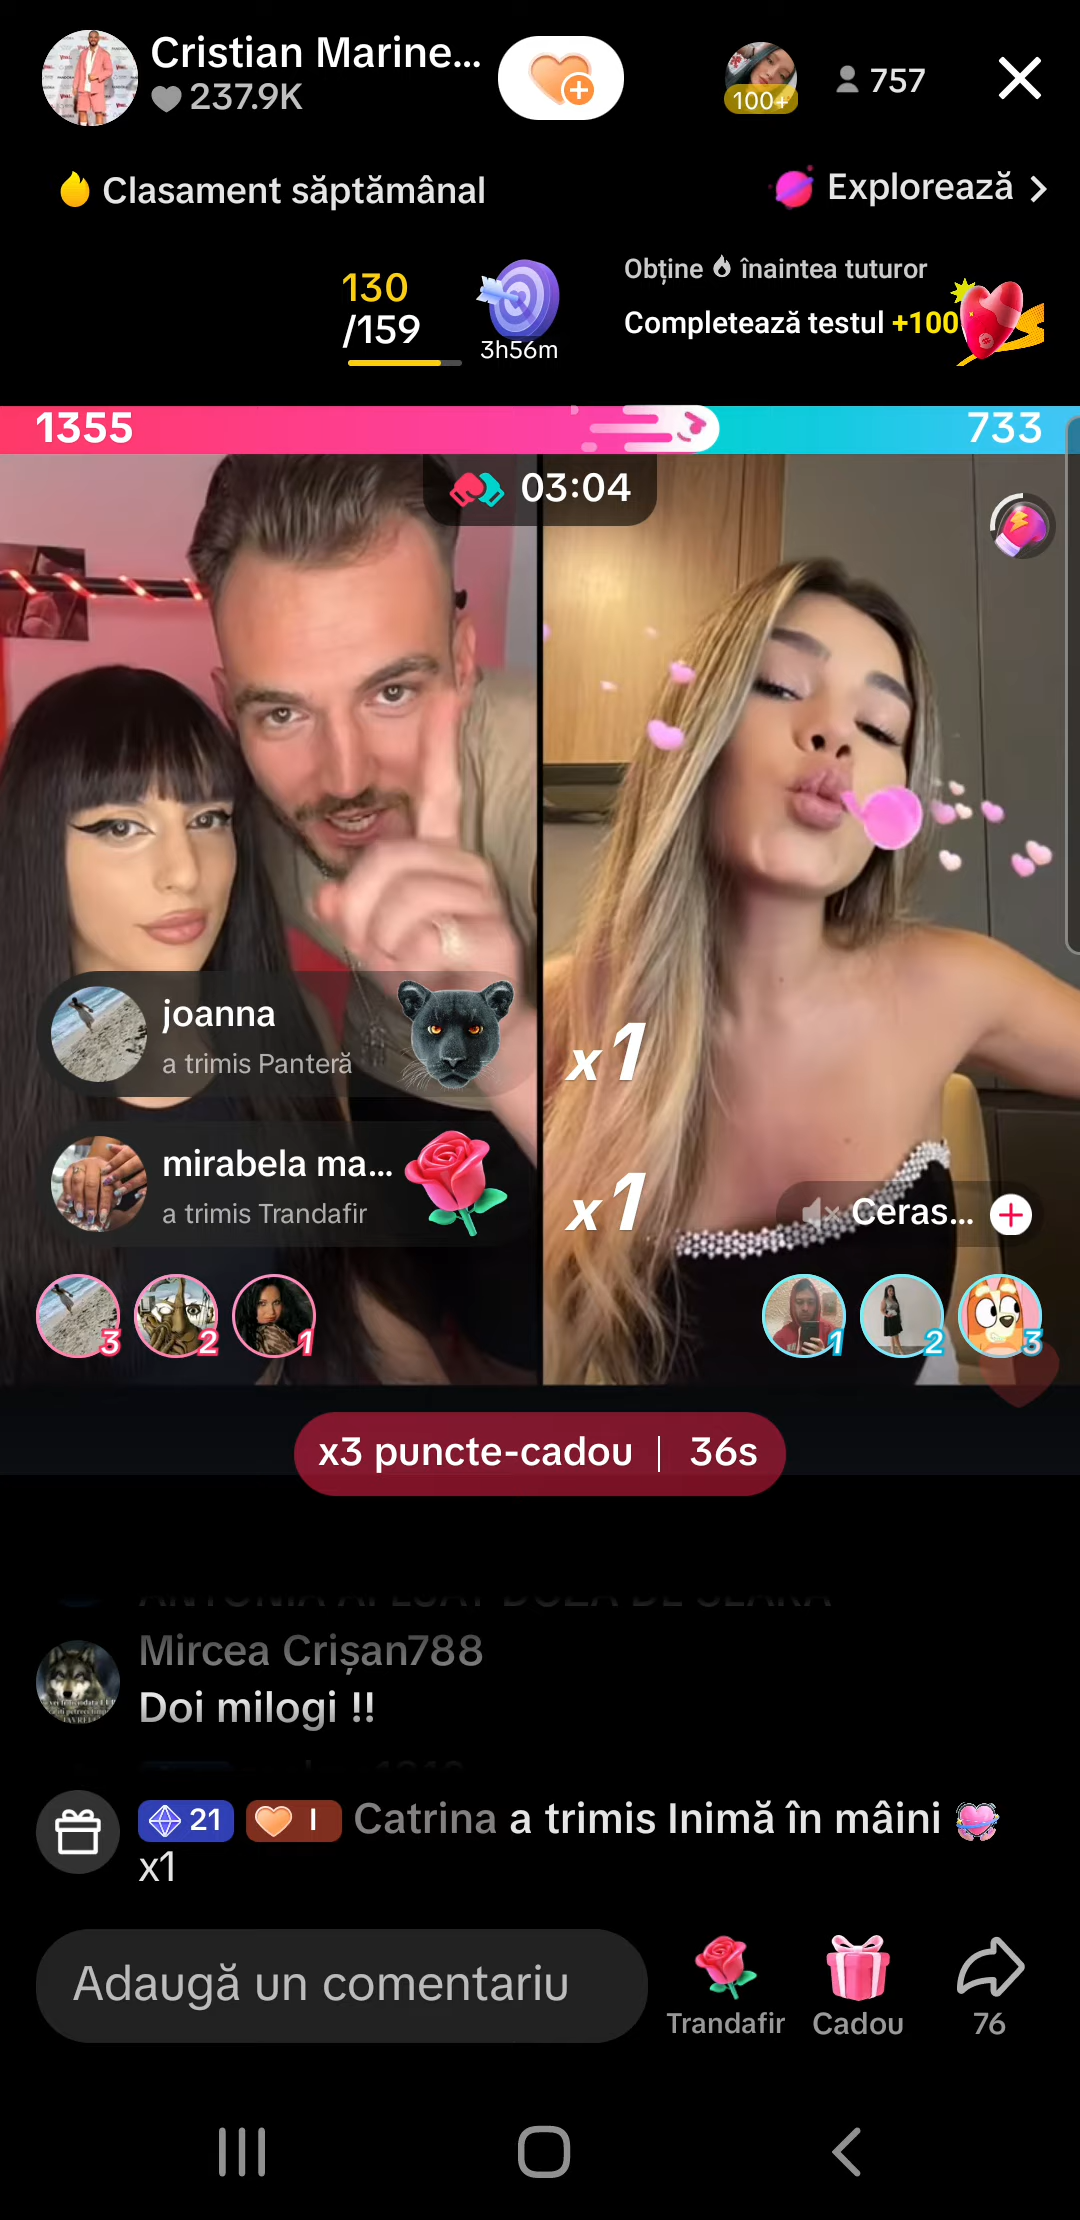 Cristian Marine...
237.9K
100+
757
Clasament săptămânal
Explorează
130
/159
3h56m
Obține înaintea tuturor
Completează testul +100
1355
733
03:04
joanna
a trimis Panteră
x1
mirabela ma...
a trimis Trandafir
x1
Ceras...
3
2
1
1
2
3
x3 puncte-cadou | 36s
Mircea Crișan788
Doi milogi !!
21 I Catrina a trimis Inimă în mâini
x1
Adaugă un comentariu
Trandafir
Cadou
76